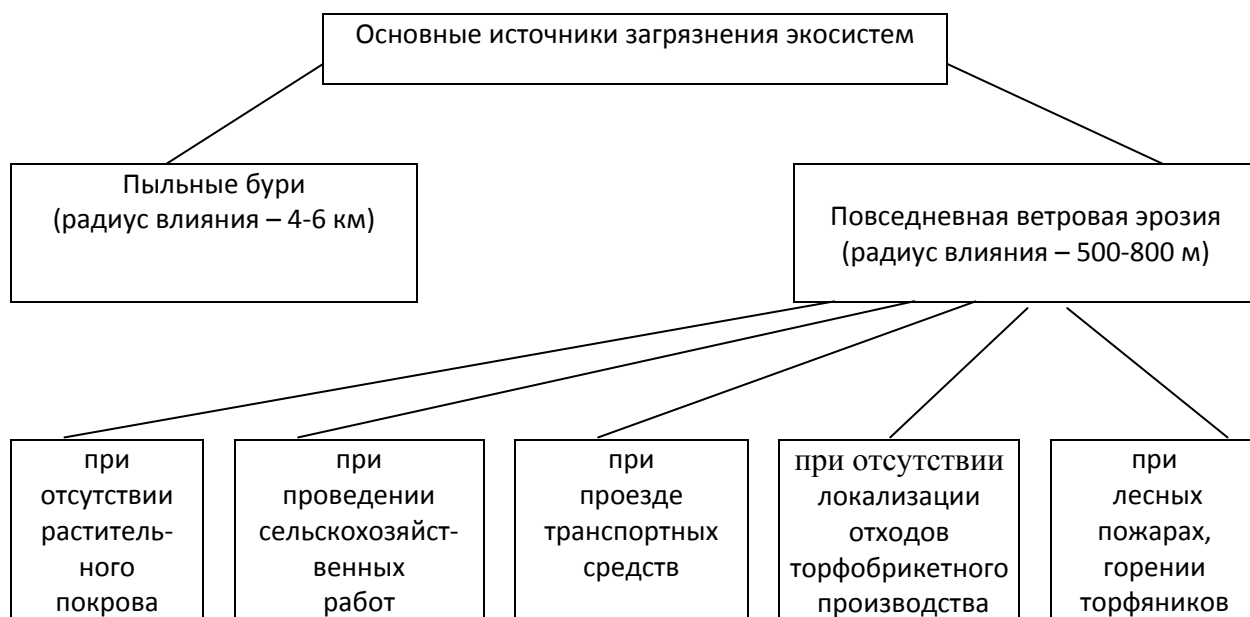 Основные источники загрязнения экосистем
Пыльные бури
(радиус влияния – 4-6 км)
Повседневная ветровая эрозия
(радиус влияния – 500-800 м)
при
отсутствии
раститель-
ного
покрова
при
проведении
сельскохозяйст-
венных
работ
при
проезде
транспортных
средств
при отсутствии
локализации
отходов
торфобрикетного
производства
при
лесных
пожарах,
горении
торфяников